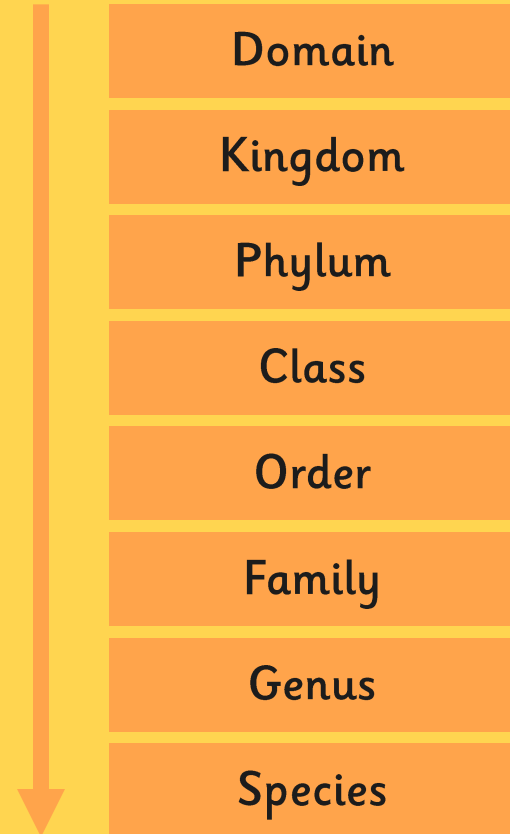 Domain
Kingdom
Phylum
Class
Order
Family
Genus
Species